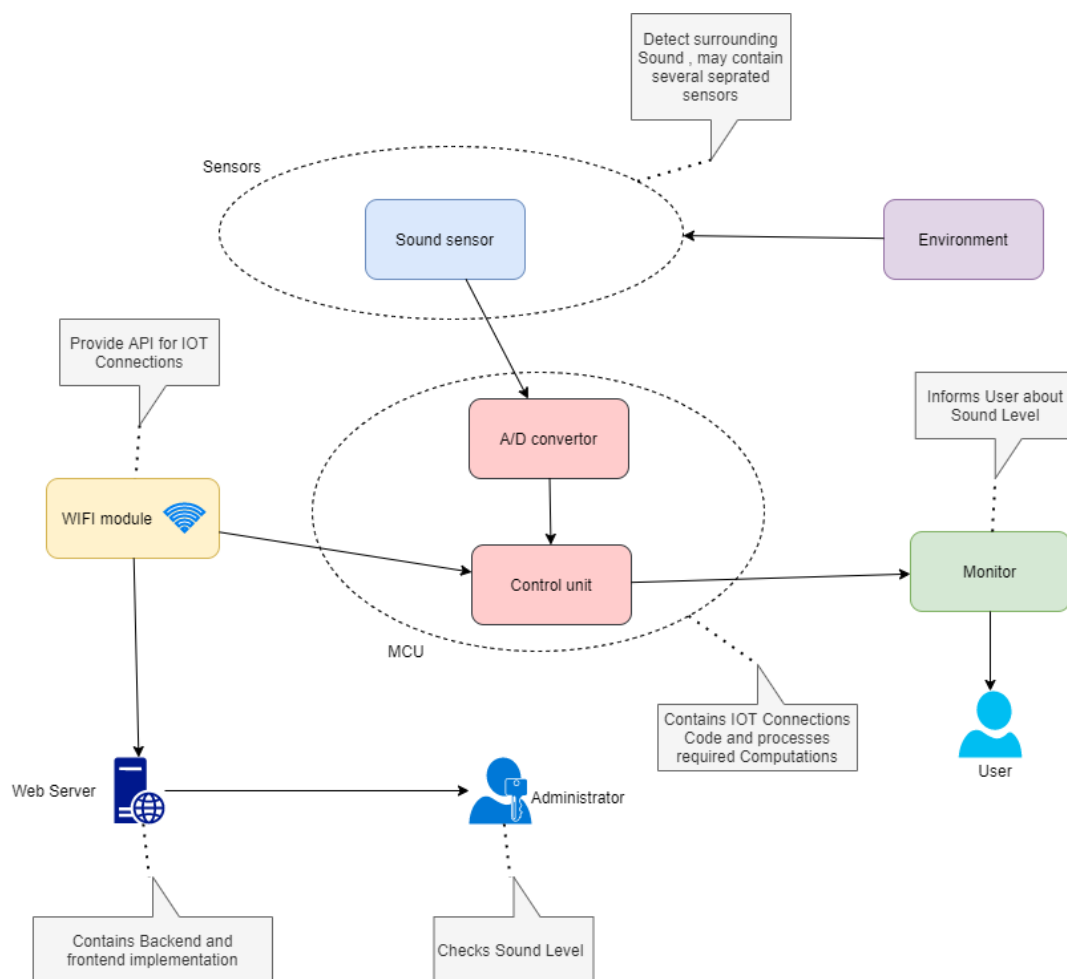 Detect surrounding
Sound , may contain
several seprated
sensors
Sensors
Sound sensor
Environment
Provide API for IOT
Connections
A/D convertor
Informs User about
Sound Level
WIFI module
Control unit
Monitor
MCU
Contains IOT Connections
Code and processes
required Computations
User
Web Server
Administrator
Contains Backend and
frontend implementation
Checks Sound Level